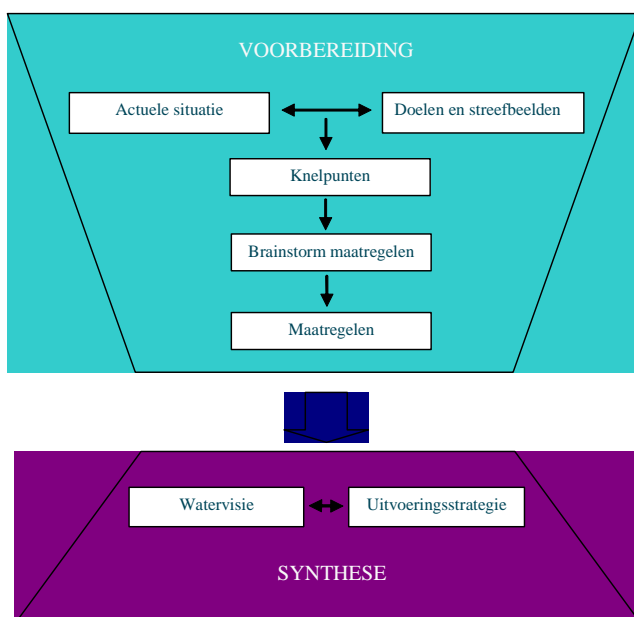 VOORBEREIDING
Actuele situatie
Doelen en streefbeelden
Knelpunten
Brainstorm maatregelen
Maatregelen
Watervisie
Uitvoeringsstrategie
SYNTHESE